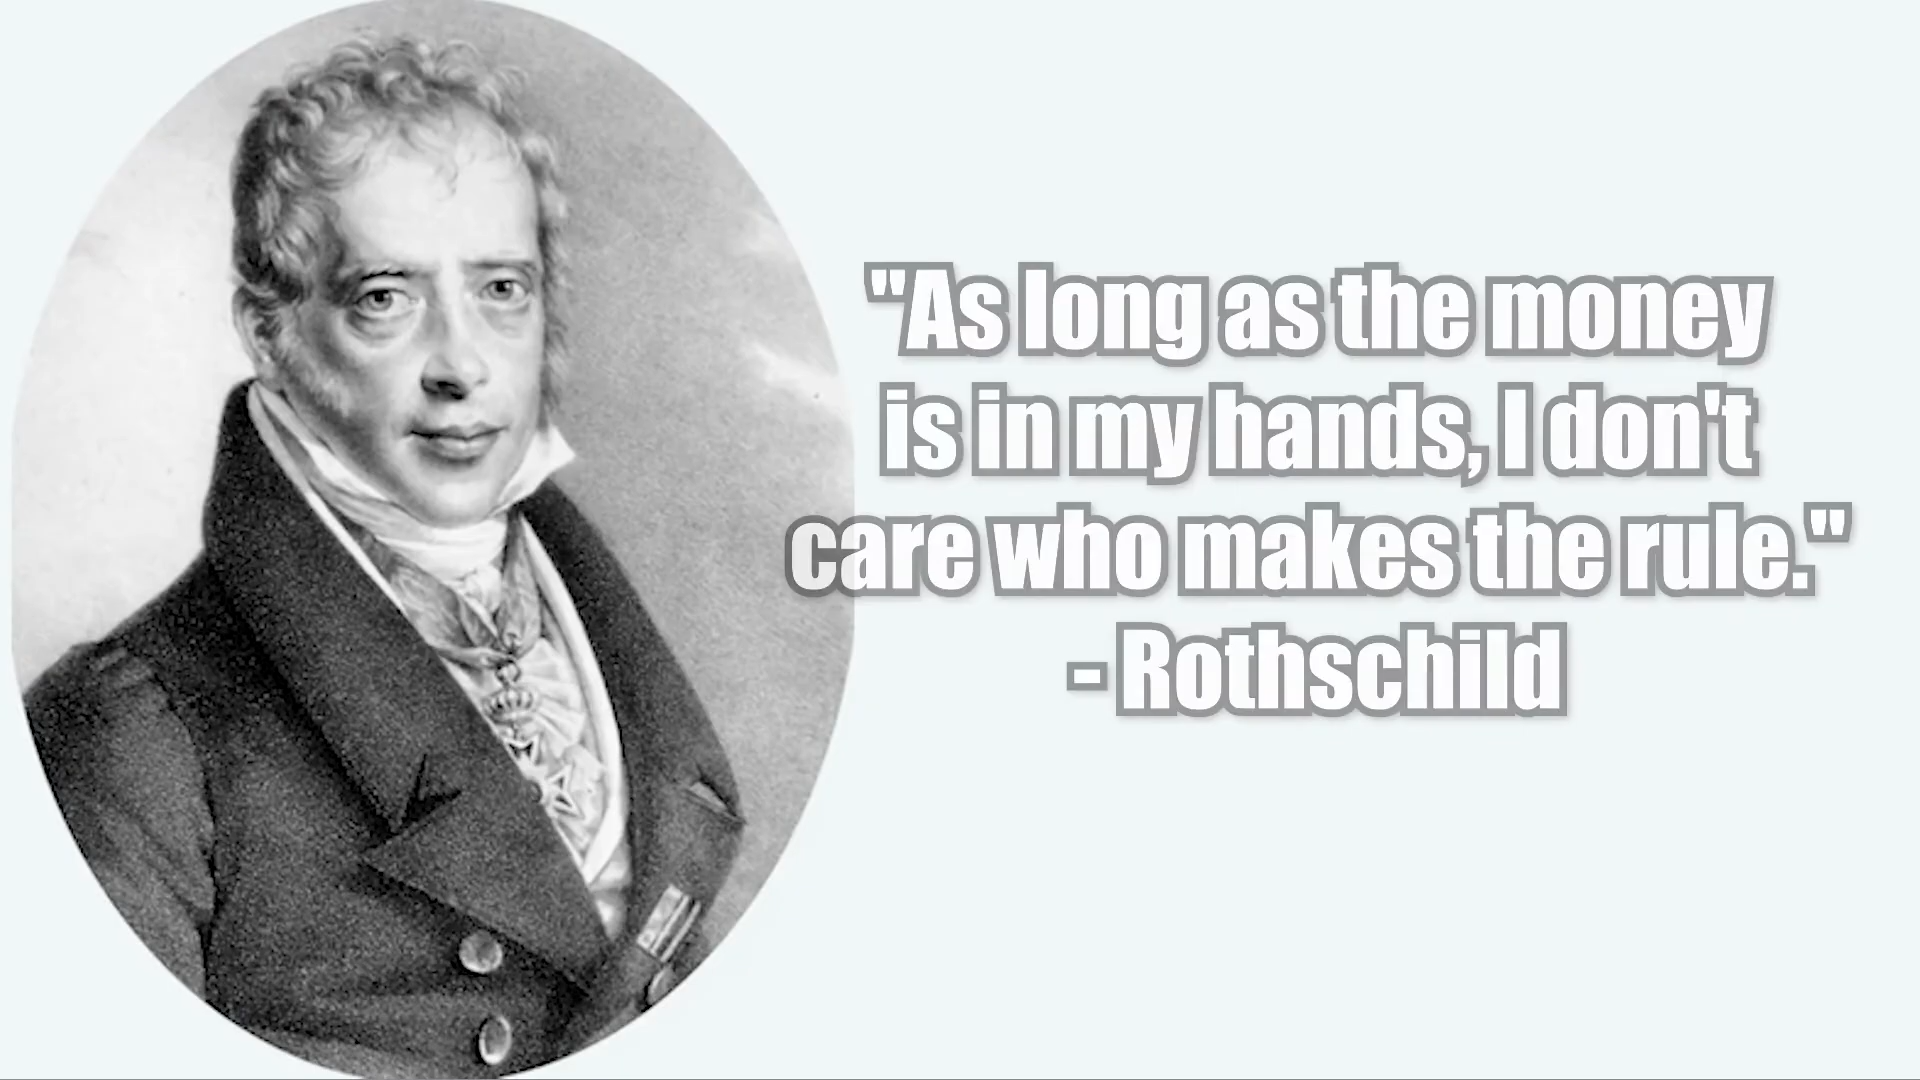 "As long as the money
is in my hands, I don't
care who makes the rule."
- Rothschild